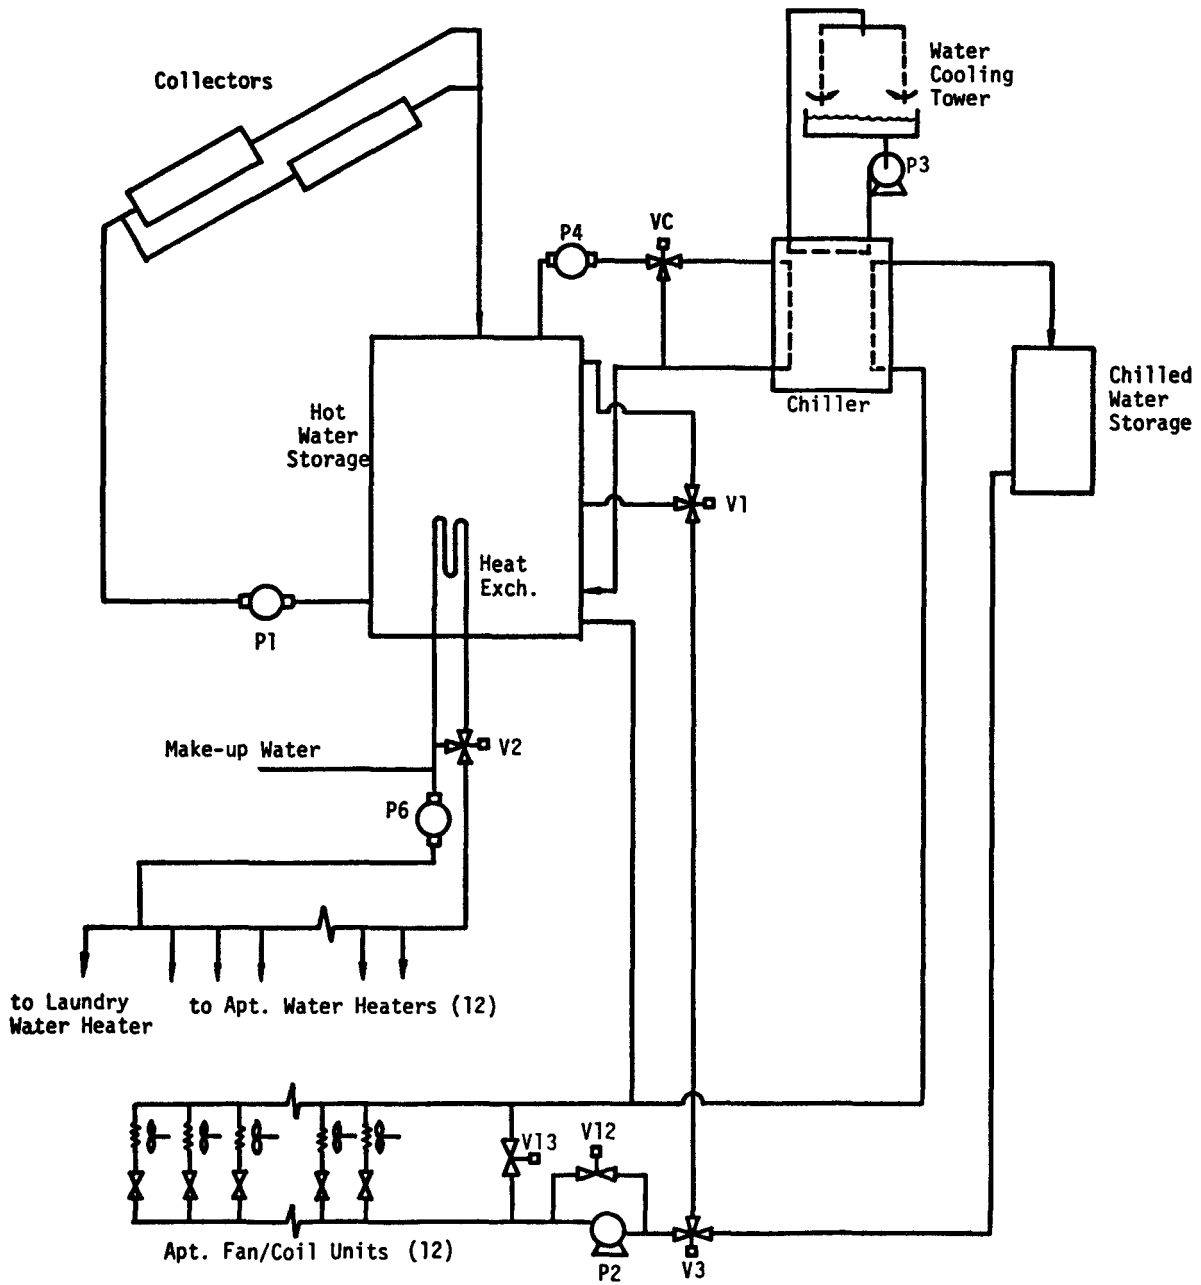 Collectors
Water
Cooling
Tower
P3
VC
P4
Chiller
Chilled
Water
Storage
Hot
Water
Storage
V1
Heat
Exch.
P1
V2
Make-up Water
P6
to Laundry
Water Heater
to Apt. Water Heaters (12)
V13
V12
Apt. Fan/Coil Units (12)
P2
V3